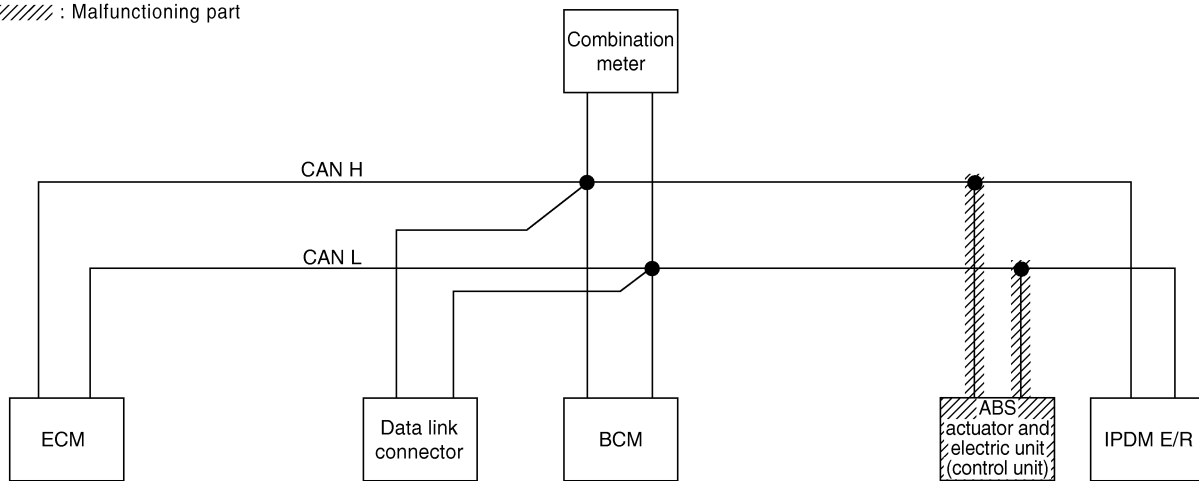 : Malfunctioning part
Combination
meter
CAN H
CAN L
ECM
Data link
connector
BCM
ABS
actuator and
electric unit
(control unit)
IPDM E/R